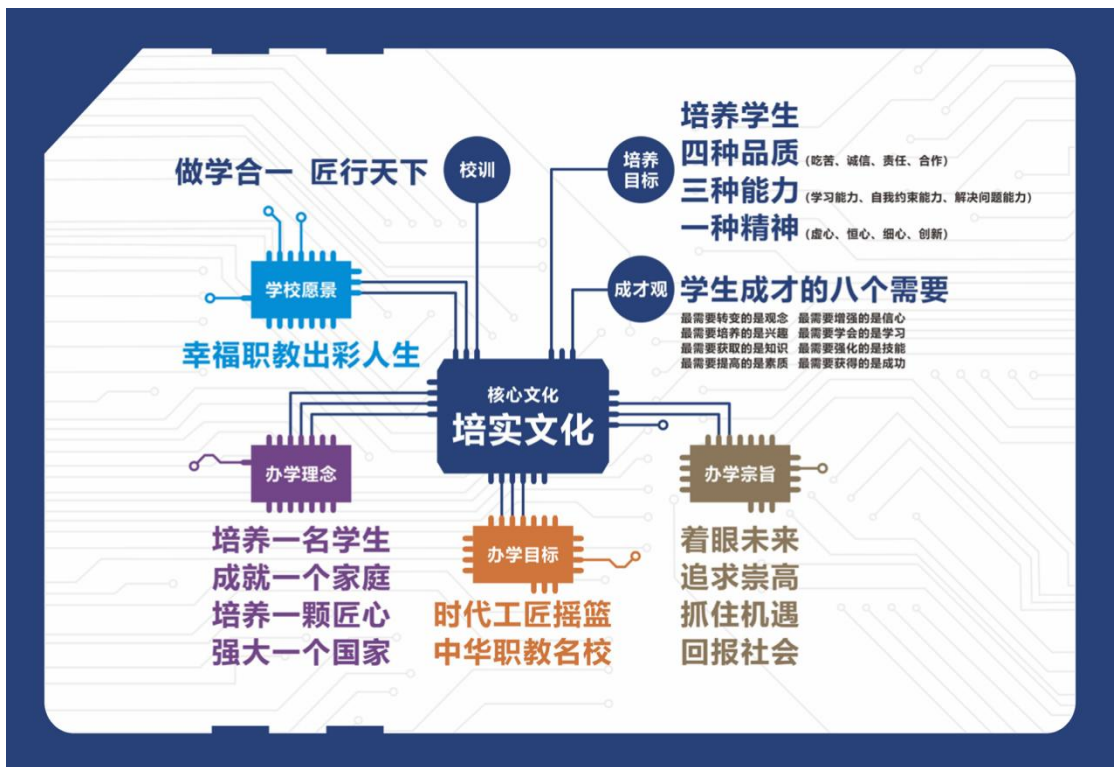 做学合一 匠行天下
校训
学校愿景
幸福职教出彩人生
培养
目标
培养学生
四种品质(吃苦、诚信、责任、合作)
三种能力(学习能力、自我约束能力、解决问题能力)
一种精神(虚心、恒心、细心、创新)
成才观
学生成才的八个需要
最需要转变的是观念 最需要增强的是信心
最需要培养的是兴趣 最需要学会的是学习
最需要获取的是知识 最需要强化的是技能
最需要提高的是素质 最需要获得的是成功
核心文化
培实文化
办学理念
培养一名学生
成就一个家庭
培养一颗匠心
强大一个国家
办学目标
时代工匠摇篮
中华职教名校
办学宗旨
着眼未来
追求崇高
抓住机遇
回报社会